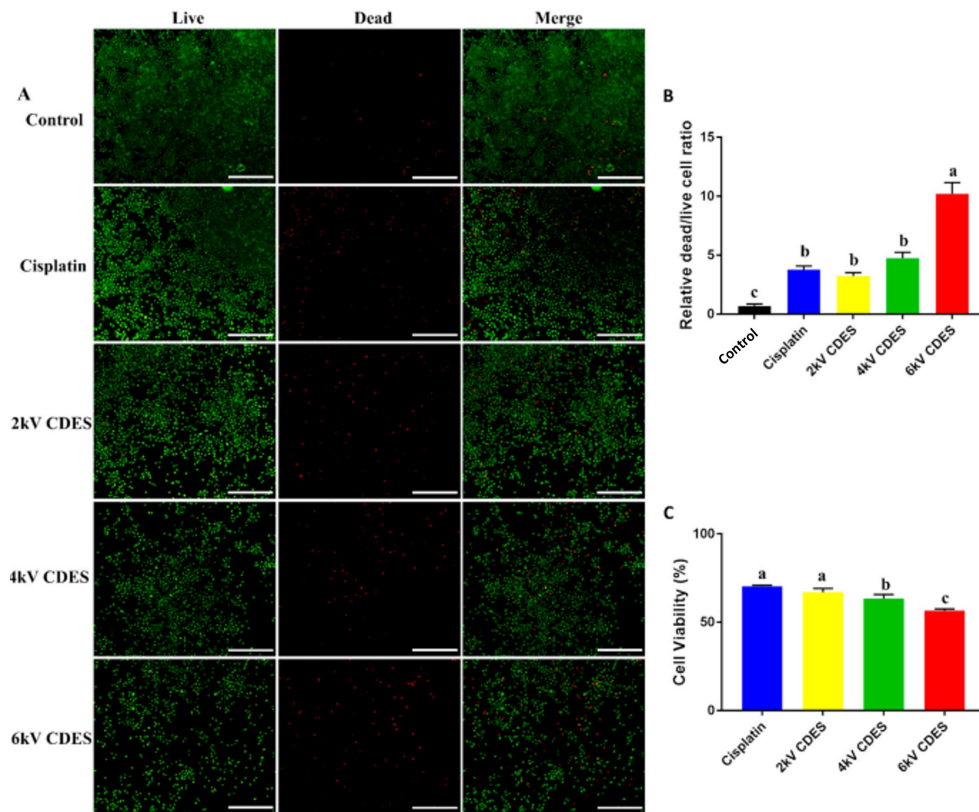 Live Dead Merge
A
Control
Cisplatin
2kV CDES
4kV CDES
6kV CDES
B
Relative dead/live cell ratio
15
10
5
0
c
b
b
b
a
Control
Cisplatin
2kV CDES
4kV CDES
6kV CDES
C
Cell Viability (%)
100
50
0
a
a
b
c
Cisplatin
2kV CDES
4kV CDES
6kV CDES